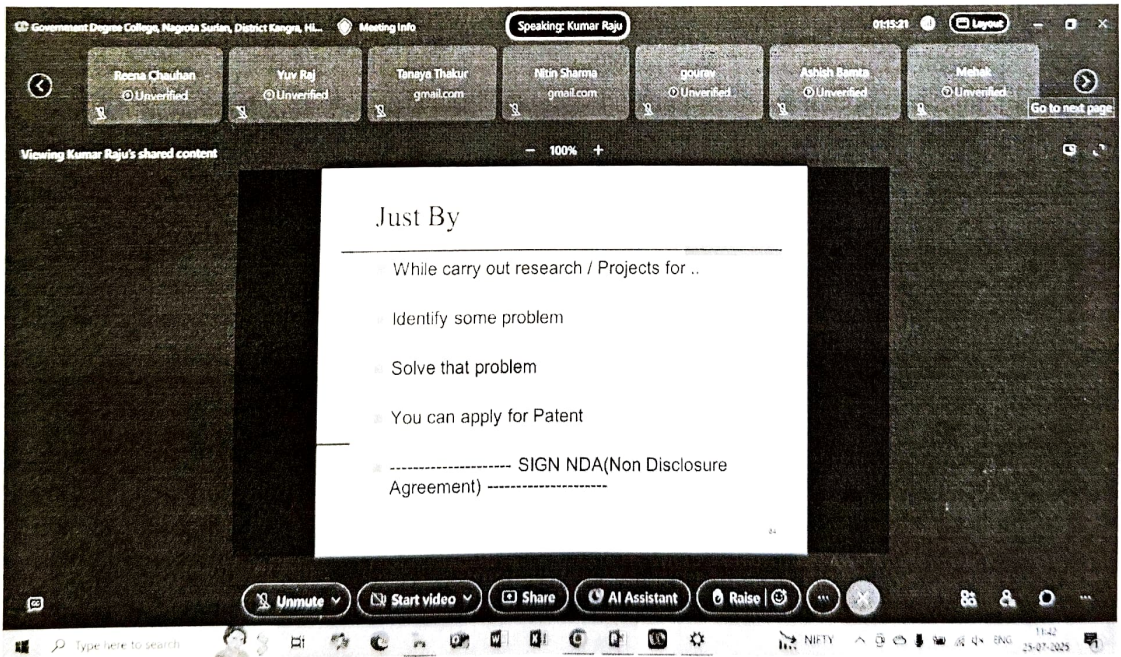 Government Degree College, Nagrota Surian, District Kangra, Hi... Meeting Info Speaking: Kumar Raju 01:15:21 Layout
Reena Chauhan
Unverified
Yuv Raj
Unverified
Tanaya Thakur
gmail.com
Nitin Sharma
gmail.com
gourav
Unverified
Ashish Bamta
Unverified
Mehak
Unverified
Go to next page
Viewing Kumar Raju's shared content
− 100% +
Just By
While carry out research / Projects for ..
Identify some problem
Solve that problem
You can apply for Patent
--------------------- SIGN NDA(Non Disclosure
Agreement) ---------------------
Unmute Start video Share AI Assistant Raise
Type here to search NIFTY ENG 11:42
25-07-2025